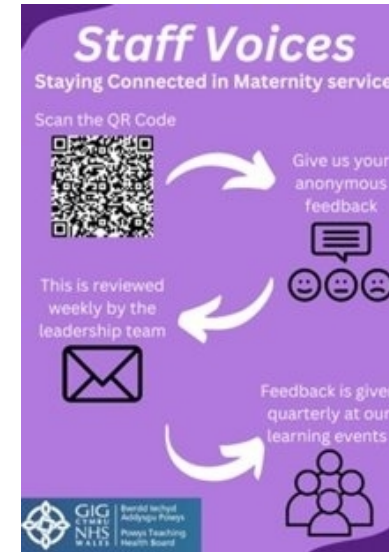 Staff Voices
Staying Connected in Maternity service
Scan the QR Code
Give us your
anonymous
feedback
This is reviewed
weekly by the
leadership team
Feedback is given
quarterly at our
learning events
GIG
CYMRU
NHS
WALES
Bwrdd Iechyd
Addysgu Powys
Powys Teaching
Health Board